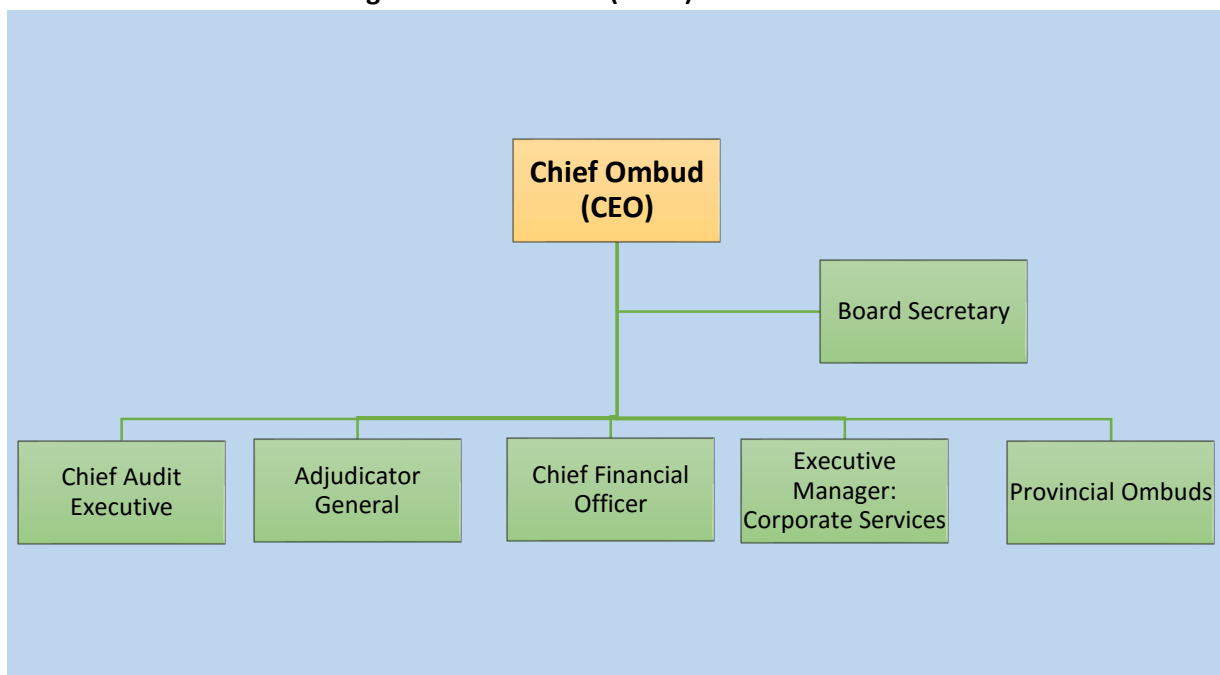 Chief Ombud
(CEO)
Board Secretary
Chief Audit
Executive
Adjudicator
General
Chief Financial
Officer
Executive
Manager:
Corporate Services
Provincial Ombuds